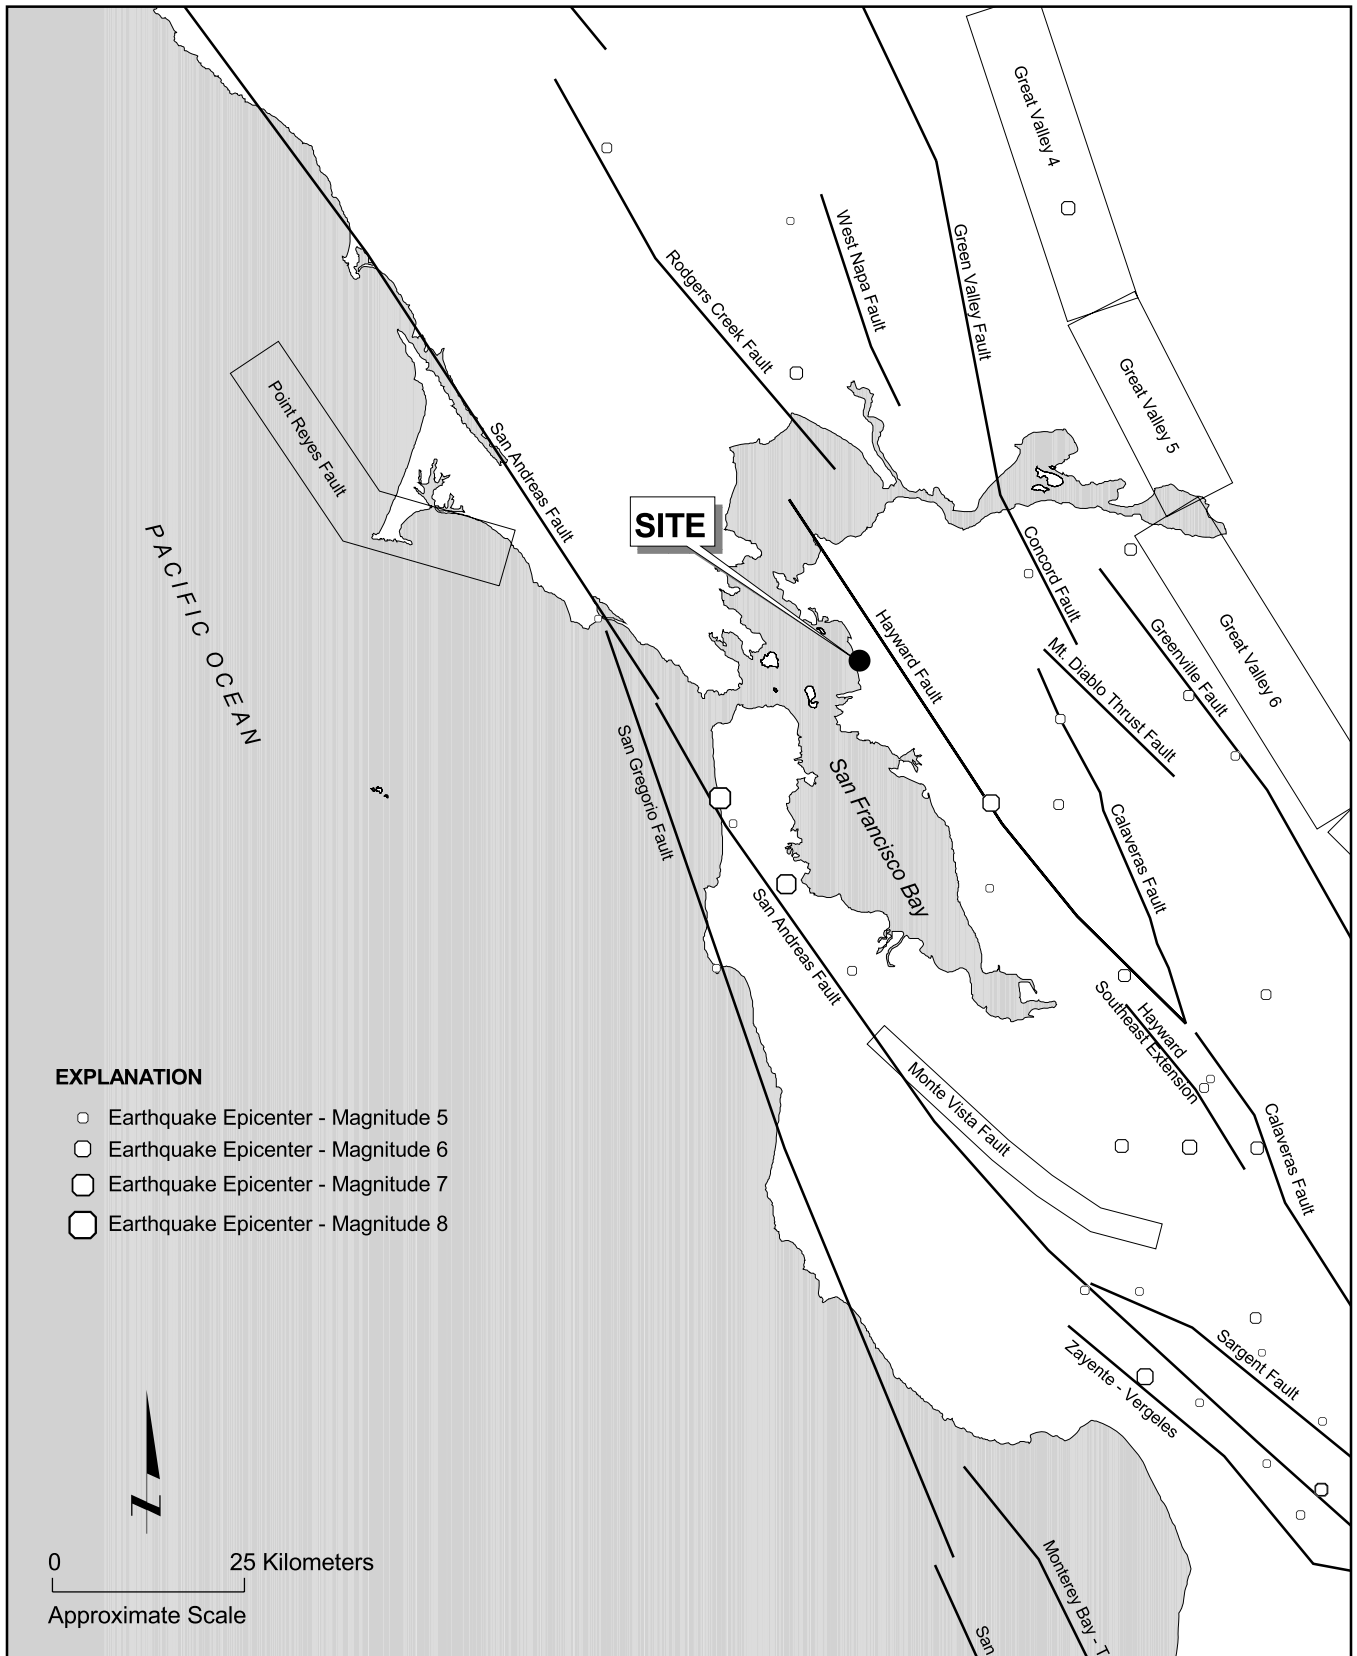 Great Valley 4
West Napa Fault
Green Valley Fault
Rodgers Creek Fault
Great Valley 5
Point Reyes Fault
San Andreas Fault
SITE
PACIFIC OCEAN
Concord Fault
Hayward Fault
Greenville Fault
Great Valley 6
Mt. Diablo Thrust Fault
San Gregorio Fault
San Francisco Bay
Calaveras Fault
San Andreas Fault
Hayward
Southeast Extension
Monte Vista Fault
Calaveras Fault
EXPLANATION
Earthquake Epicenter - Magnitude 5
Earthquake Epicenter - Magnitude 6
Earthquake Epicenter - Magnitude 7
Earthquake Epicenter - Magnitude 8
Sargent Fault
Zayente - Vergeles
N
0 25 Kilometers
Approximate Scale
Monterey Bay - T
San